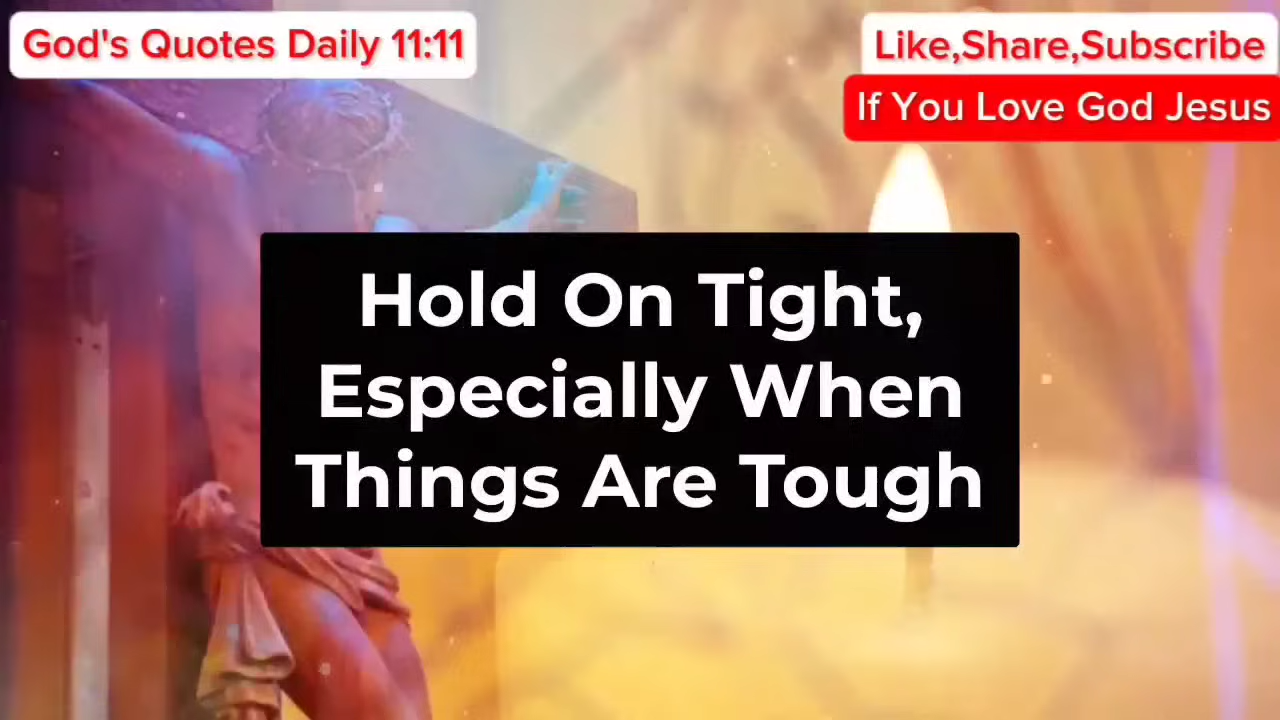 God's Quotes Daily 11:11
Like,Share,Subscribe
If You Love God Jesus
Hold On Tight,
Especially When
Things Are Tough